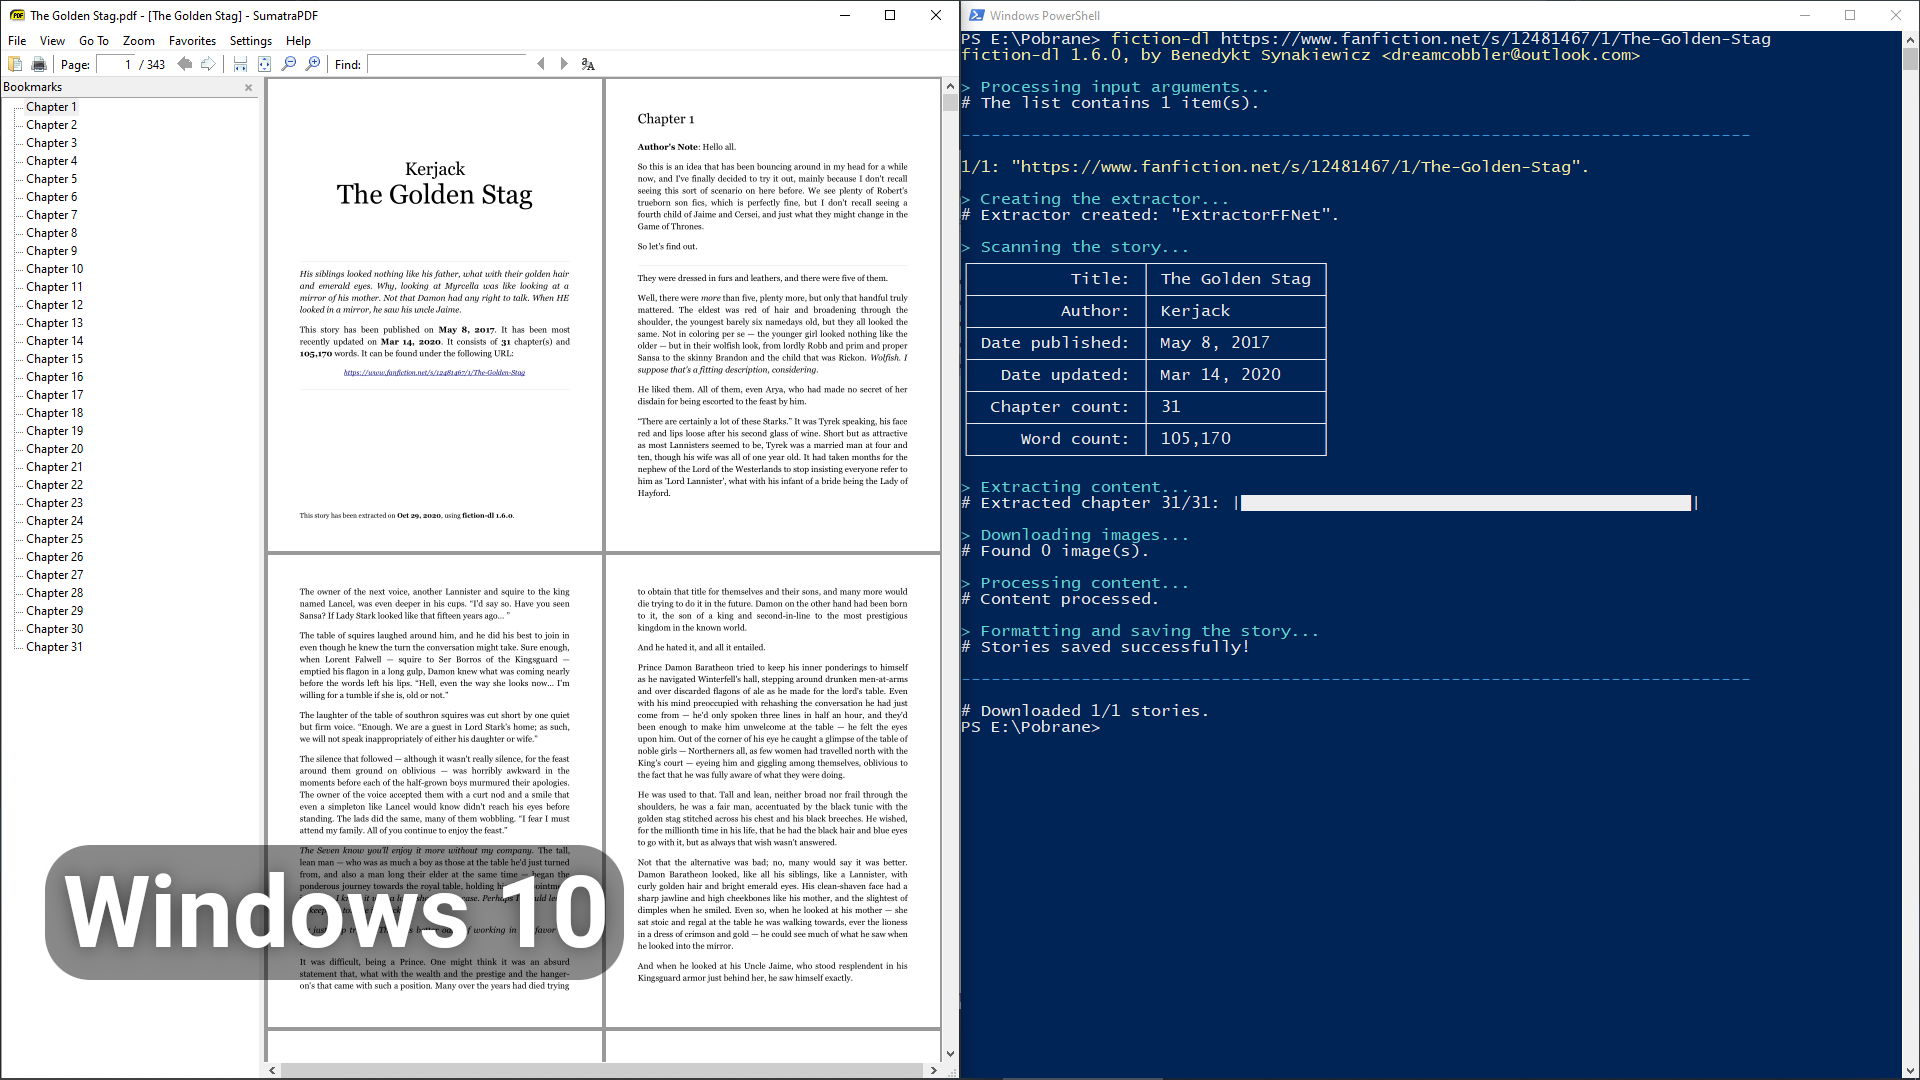 The Golden Stag.pdf - [The Golden Stag] - SumatraPDF
File View Go To Zoom Favorites Settings Help
Page: 1 / 343 Find:
Bookmarks
Chapter 1
Chapter 2
Chapter 3
Chapter 4
Chapter 5
Chapter 6
Chapter 7
Chapter 8
Chapter 9
Chapter 10
Chapter 11
Chapter 12
Chapter 13
Chapter 14
Chapter 15
Chapter 16
Chapter 17
Chapter 18
Chapter 19
Chapter 20
Chapter 21
Chapter 22
Chapter 23
Chapter 24
Chapter 25
Chapter 26
Chapter 27
Chapter 28
Chapter 29
Chapter 30
Chapter 31
Kerjack
The Golden Stag
His siblings looked nothing like his father, what with their golden hair
and emerald eyes. Why, looking at Myrcella was like looking at a
mirror of his mother. Not that Damon had any right to talk. When HE
looked in a mirror, he saw his uncle Jaime.
This story has been published on May 8, 2017. It has been most
recently updated on Mar 14, 2020. It consists of 31 chapter(s) and
105,170 words. It can be found under the following URL:
https://www.fanfiction.net/s/12481467/1/The-Golden-Stag
This story has been extracted on Oct 29, 2020, using fiction-dl 1.6.0.
Chapter 1
Author's Note: Hello all.
So this is an idea that has been bouncing around in my head for a while
now, and I've finally decided to try it out, mainly because I don't recall
seeing this sort of scenario on here before. We see plenty of Robert's
trueborn son fics, which is perfectly fine, but I don't recall seeing a
fourth child of Jaime and Cersei, and just what they might change in the
Game of Thrones.
So let's find out.
They were dressed in furs and leathers, and there were five of them.
Well, there were more than five, plenty more, but only that handful truly
mattered. The eldest was red of hair and broadening through the
shoulder, the youngest barely six namedays old, but they all looked the
same. Not in coloring per se — the younger girl looked nothing like the
older — but in their wolfish look, from lordly Robb and prim and proper
Sansa to the skinny Brandon and the child that was Rickon. Wolfish. I
suppose that's a fitting description, considering.
He liked them. All of them, even Arya, who had made no secret of her
disdain for being escorted to the feast by him.
“There are certainly a lot of these Starks.” It was Tyrek speaking, his face
red and lips loose after his second glass of wine. Short but as attractive
as most Lannisters seemed to be, Tyrek was a married man at four and
ten, though his wife was all of one year old. It had taken months for the
nephew of the Lord of the Westerlands to stop insisting everyone refer to
him as 'Lord Lannister', what with his infant of a bride being the Lady of
Hayford.
The owner of the next voice, another Lannister and squire to the king
named Lancel, was even deeper in his cups. “I'd say so. Have you seen
Sansa? If Lady Stark looked like that fifteen years ago... ”
The table of squires laughed around him, and he did his best to join in
even though he knew the turn the conversation might take. Sure enough,
when Lorent Falwell — squire to Ser Borros of the Kingsguard —
emptied his flagon in a long gulp, Damon knew what was coming nearly
before the words left his lips. “Hell, even the way she looks now... I'm
willing for a tumble if she is, old or not.”
The laughter of the table of southron squires was cut short by one quiet
but firm voice. “Enough. We are a guest in Lord Stark's home; as such,
we will not speak inappropriately of either his daughter or wife.”
The silence that followed — although it wasn't really silence, for the feast
around them ground on oblivious — was horribly awkward in the
moments before each of the half-grown boys murmured their apologies.
The owner of the voice accepted them with a curt nod and a smile that
even a simpleton like Lancel would know didn't reach his eyes before
standing. The lads did the same, many of them wobbling. “I fear I must
attend my family. All of you continue to enjoy the feast.”
The Seven know you'll enjoy it more without my company. The tall,
lean man — who was as much a boy as those at the table he'd just turned
from, and also a man long their elder at the same time — began the
ponderous journey towards the royal table, holding
It was difficult, being a Prince. One might think it was an absurd
statement that, what with the wealth and the prestige and the hanger-
on's that came with such a position. Many over the years had died trying
to obtain that title for themselves and their sons, and many more would
die trying to do it in the future. Damon on the other hand had been born
to it, the son of a king and second-in-line to the most prestigious
kingdom in the known world.
And he hated it, and all it entailed.
Prince Damon Baratheon tried to keep his inner ponderings to himself
as he navigated Winterfell's hall, stepping around drunken men-at-arms
and over discarded flagons of ale as he made for the lord's table. Even
with his mind preoccupied with rehashing the conversation he had just
come from — he'd only spoken three lines in half an hour, and they'd
been enough to make him unwelcome at the table — he felt the eyes
upon him. Out of the corner of his eye he caught a glimpse of the table of
noble girls — Northerners all, as few women had travelled north with the
King's court — eyeing him and giggling among themselves, oblivious to
the fact that he was fully aware of what they were doing.
He was used to that. Tall and lean, neither broad nor frail through the
shoulders, he was a fair man, accentuated by the black tunic with the
golden stag stitched across his chest and his black breeches. He wished,
for the millionth time in his life, that he had the black hair and blue eyes
to go with it, but as always that wish wasn't answered.
Not that the alternative was bad; no, many would say it was better.
Damon Baratheon looked, like all his siblings, like a Lannister, with
curly golden hair and bright emerald eyes. His clean-shaven face had a
sharp jawline and high cheekbones like his mother, and the slightest of
dimples when he smiled. Even so, when he looked at his mother — she
sat stoic and regal at the table he was walking towards, ever the lioness
in a dress of crimson and gold — he could see much of what he saw when
he looked into the mirror.
And when he looked at his Uncle Jaime, who stood resplendent in his
Kingsguard armor just behind her, he saw himself exactly.
Windows 10
Windows PowerShell
PS E:\Pobrane> fiction-dl https://www.fanfiction.net/s/12481467/1/The-Golden-Stag
fiction-dl 1.6.0, by Benedykt Synakiewicz <dreamcobbler@outlook.com>
> Processing input arguments...
# The list contains 1 item(s).
1/1: "https://www.fanfiction.net/s/12481467/1/The-Golden-Stag".
> Creating the extractor...
# Extractor created: "ExtractorFFNet".
> Scanning the story...
Title: The Golden Stag
Author: Kerjack
Date published: May 8, 2017
Date updated: Mar 14, 2020
Chapter count: 31
Word count: 105,170
> Extracting content...
# Extracted chapter 31/31: | |
> Downloading images...
# Found 0 image(s).
> Processing content...
# Content processed.
> Formatting and saving the story...
# Stories saved successfully!
# Downloaded 1/1 stories.
PS E:\Pobrane>